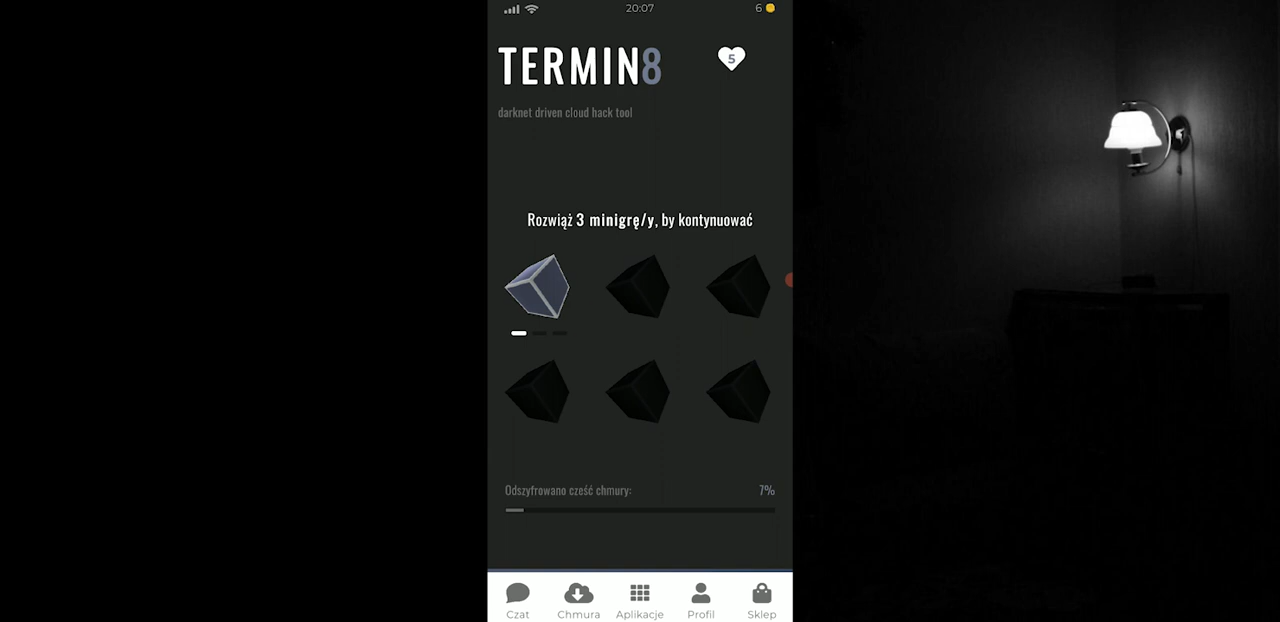 20:07
6
TERMIN8
5
darknet driven cloud hack tool
Rozwiąż 3 minigrę/y, by kontynuować
Odszyfrowano cześć chmury:
7%
Czat
Chmura
Aplikacje
Profil
Sklep